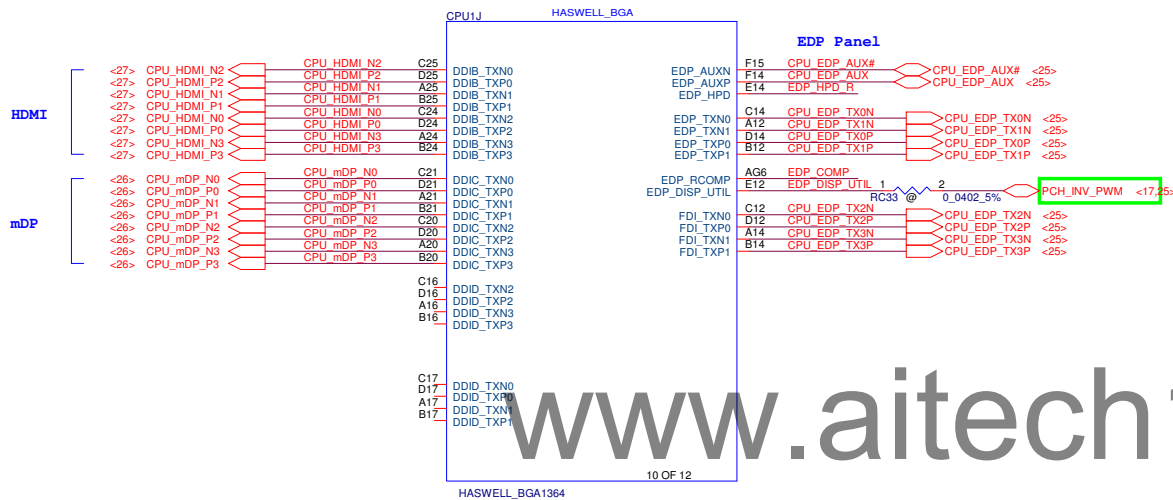 CPU1J HASWELL_BGA
EDP Panel
HDMI
<27> CPU_HDMI_N2 CPU_HDMI_N2 C25 DDIB_TXN0
<27> CPU_HDMI_P2 CPU_HDMI_P2 D25 DDIB_TXP0
<27> CPU_HDMI_N1 CPU_HDMI_N1 A25 DDIB_TXN1
<27> CPU_HDMI_P1 CPU_HDMI_P1 B25 DDIB_TXP1
<27> CPU_HDMI_N0 CPU_HDMI_N0 C24 DDIB_TXN2
<27> CPU_HDMI_P0 CPU_HDMI_P0 D24 DDIB_TXP2
<27> CPU_HDMI_N3 CPU_HDMI_N3 A24 DDIB_TXN3
<27> CPU_HDMI_P3 CPU_HDMI_P3 B24 DDIB_TXP3
mDP
<26> CPU_mDP_N0 CPU_mDP_N0 C21 DDIC_TXN0
<26> CPU_mDP_P0 CPU_mDP_P0 D21 DDIC_TXP0
<26> CPU_mDP_N1 CPU_mDP_N1 A21 DDIC_TXN1
<26> CPU_mDP_P1 CPU_mDP_P1 B21 DDIC_TXP1
<26> CPU_mDP_N2 CPU_mDP_N2 C20 DDIC_TXN2
<26> CPU_mDP_P2 CPU_mDP_P2 D20 DDIC_TXP2
<26> CPU_mDP_N3 CPU_mDP_N3 A20 DDIC_TXN3
<26> CPU_mDP_P3 CPU_mDP_P3 B20 DDIC_TXP3
C16 DDID_TXN2
D16 DDID_TXP2
A16 DDID_TXN3
B16 DDID_TXP3
C17 DDID_TXN0
D17 DDID_TXP0
A17 DDID_TXN1
B17 DDID_TXP1
EDP_AUXN F15 CPU_EDP_AUX# CPU_EDP_AUX# <25>
EDP_AUXP F14 CPU_EDP_AUX CPU_EDP_AUX <25>
EDP_HPD E14 EDP_HPD_R
EDP_TXN0 C14 CPU_EDP_TX0N CPU_EDP_TX0N <25>
EDP_TXN1 A12 CPU_EDP_TX1N CPU_EDP_TX1N <25>
EDP_TXP0 D14 CPU_EDP_TX0P CPU_EDP_TX0P <25>
EDP_TXP1 B12 CPU_EDP_TX1P CPU_EDP_TX1P <25>
EDP_RCOMP AG6 EDP_COMP
EDP_DISP_UTIL E12 EDP_DISP_UTIL 1 2 PCH_INV_PWM <17,25>
RC33 @ 0_0402_5%
FDI_TXN0 C12 CPU_EDP_TX2N CPU_EDP_TX2N <25>
FDI_TXP0 D12 CPU_EDP_TX2P CPU_EDP_TX2P <25>
FDI_TXN1 A14 CPU_EDP_TX3N CPU_EDP_TX3N <25>
FDI_TXP1 B14 CPU_EDP_TX3P CPU_EDP_TX3P <25>
www.aitech1
10 OF 12
HASWELL_BGA1364